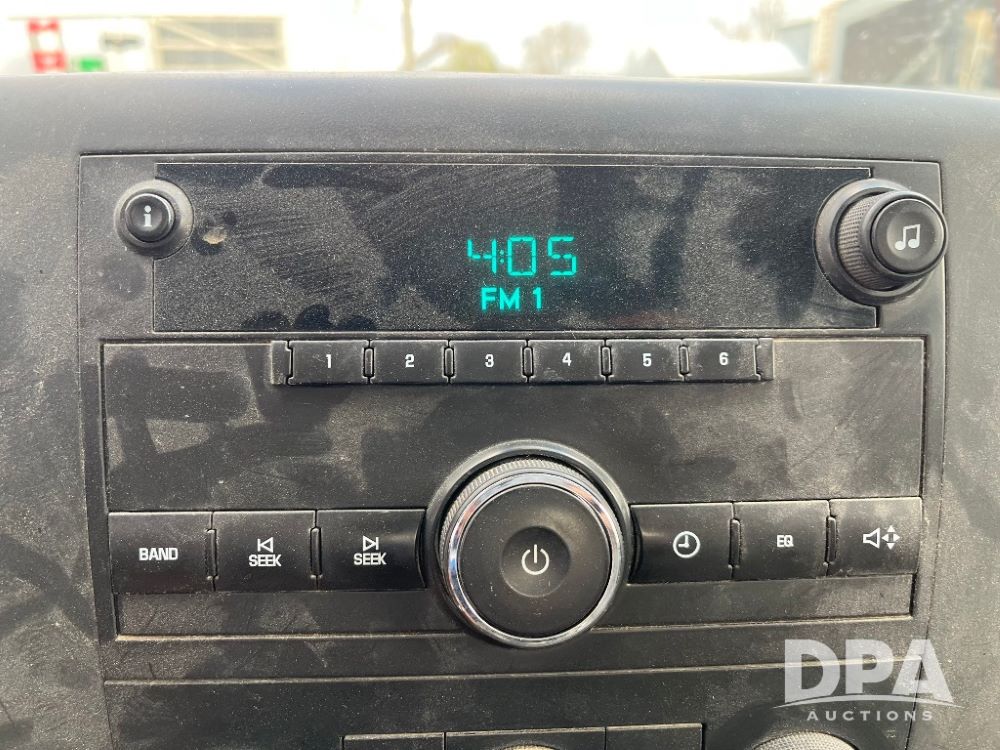 i
4:05
FM 1
1 2 3 4 5 6
BAND SEEK SEEK EQ
DPA
AUCTIONS